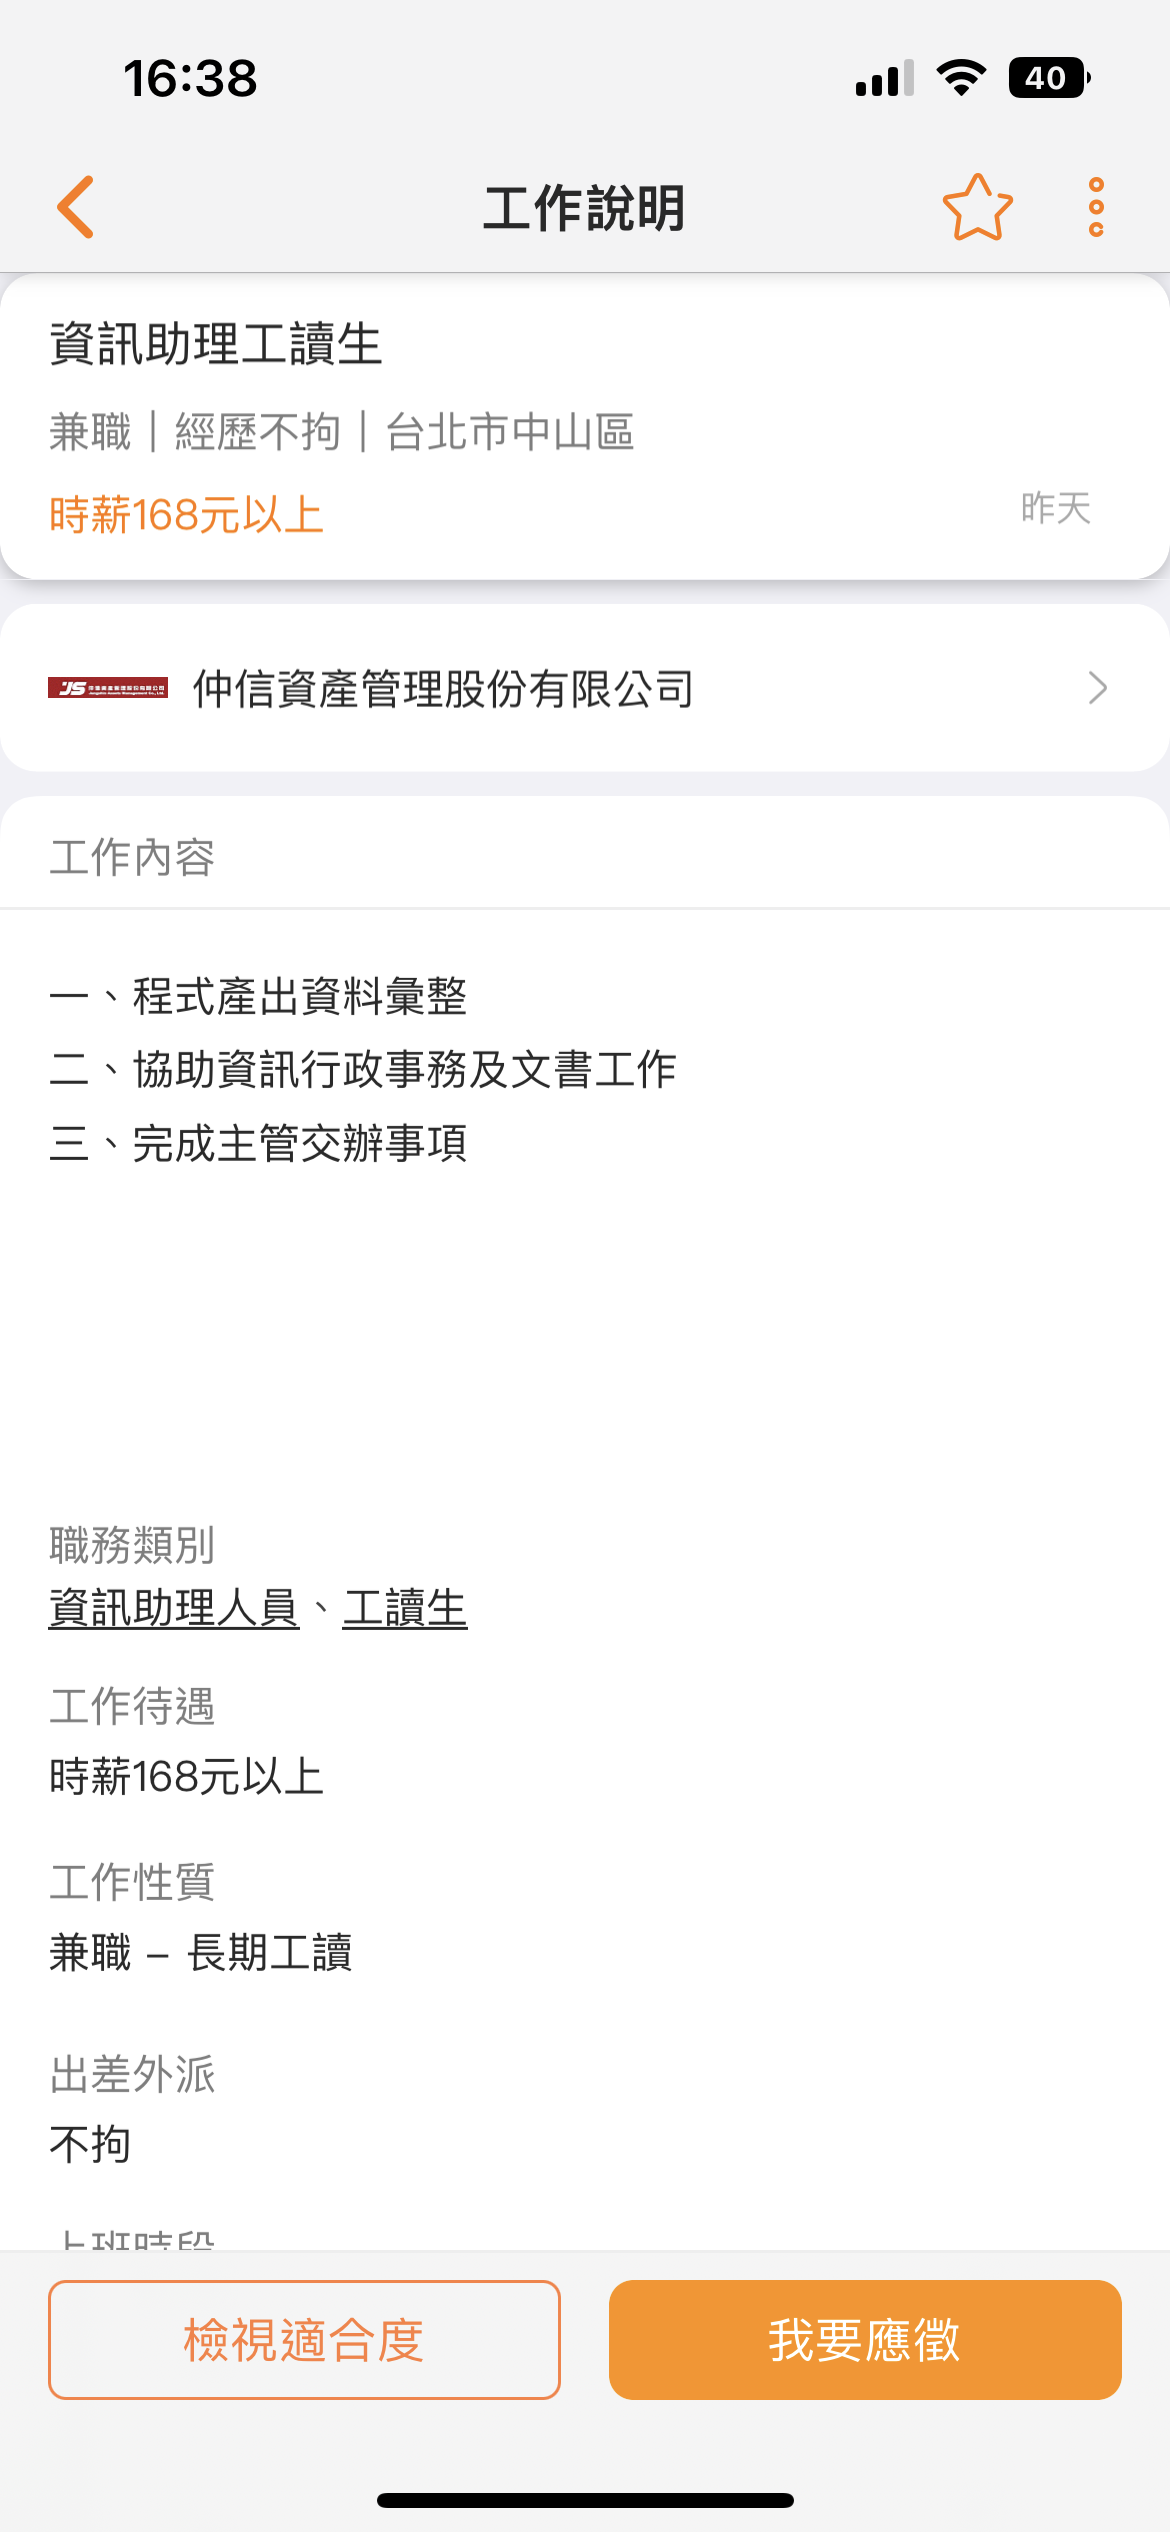 16:38
40
工作說明
資訊助理工讀生
兼職｜經歷不拘｜台北市中山區
時薪168元以上
昨天
JS
仲信資產管理股份有限公司
工作內容
一、程式產出資料彙整
二、協助資訊行政事務及文書工作
三、完成主管交辦事項
職務類別
資訊助理人員、工讀生
工作待遇
時薪168元以上
工作性質
兼職 – 長期工讀
出差外派
不拘
上班時段
檢視適合度
我要應徵